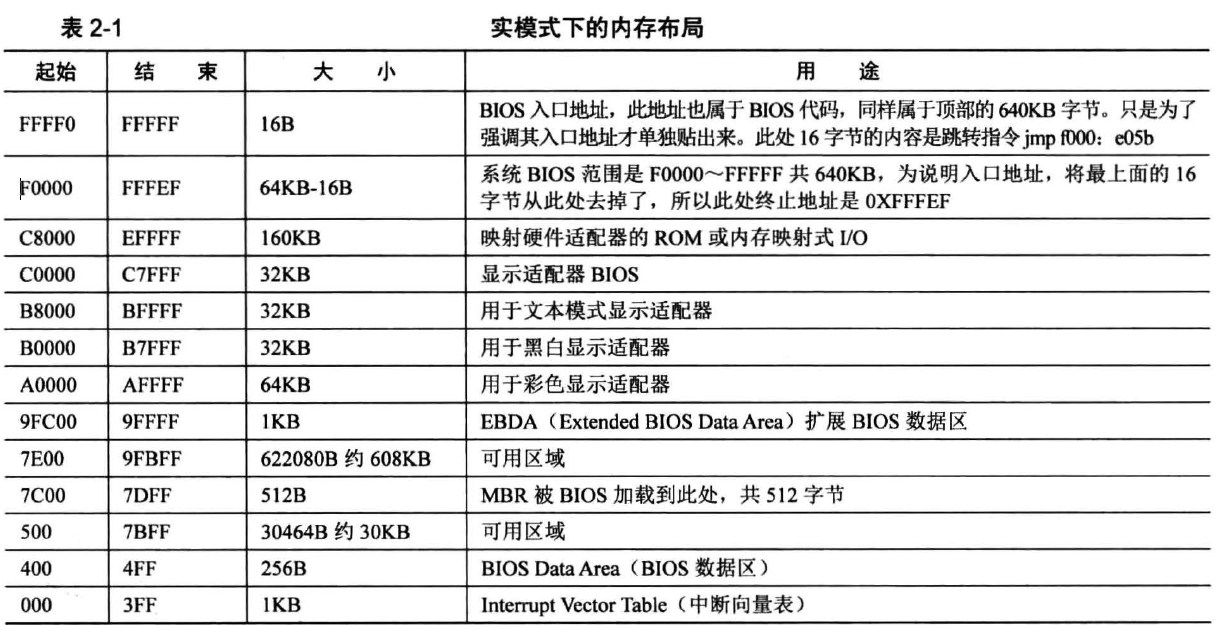 表 2-1 实模式下的内存布局
起始 结 束 大 小 用 途
FFFF0 FFFFF 16B BIOS 入口地址，此地址也属于 BIOS 代码，同样属于顶部的 640KB 字节。只是为了
强调其入口地址才单独贴出来。此处 16 字节的内容是跳转指令 jmp f000：e05b
F0000 FFFEF 64KB-16B 系统 BIOS 范围是 F0000～FFFFF 共 640KB，为说明入口地址，将最上面的 16
字节从此处去掉了，所以此处终止地址是 0XFFFEF
C8000 EFFFF 160KB 映射硬件适配器的 ROM 或内存映射式 I/O
C0000 C7FFF 32KB 显示适配器 BIOS
B8000 BFFFF 32KB 用于文本模式显示适配器
B0000 B7FFF 32KB 用于黑白显示适配器
A0000 AFFFF 64KB 用于彩色显示适配器
9FC00 9FFFF 1KB EBDA（Extended BIOS Data Area）扩展 BIOS 数据区
7E00 9FBFF 622080B 约 608KB 可用区域
7C00 7DFF 512B MBR 被 BIOS 加载到此处，共 512 字节
500 7BFF 30464B 约 30KB 可用区域
400 4FF 256B BIOS Data Area（BIOS 数据区）
000 3FF 1KB Interrupt Vector Table（中断向量表）